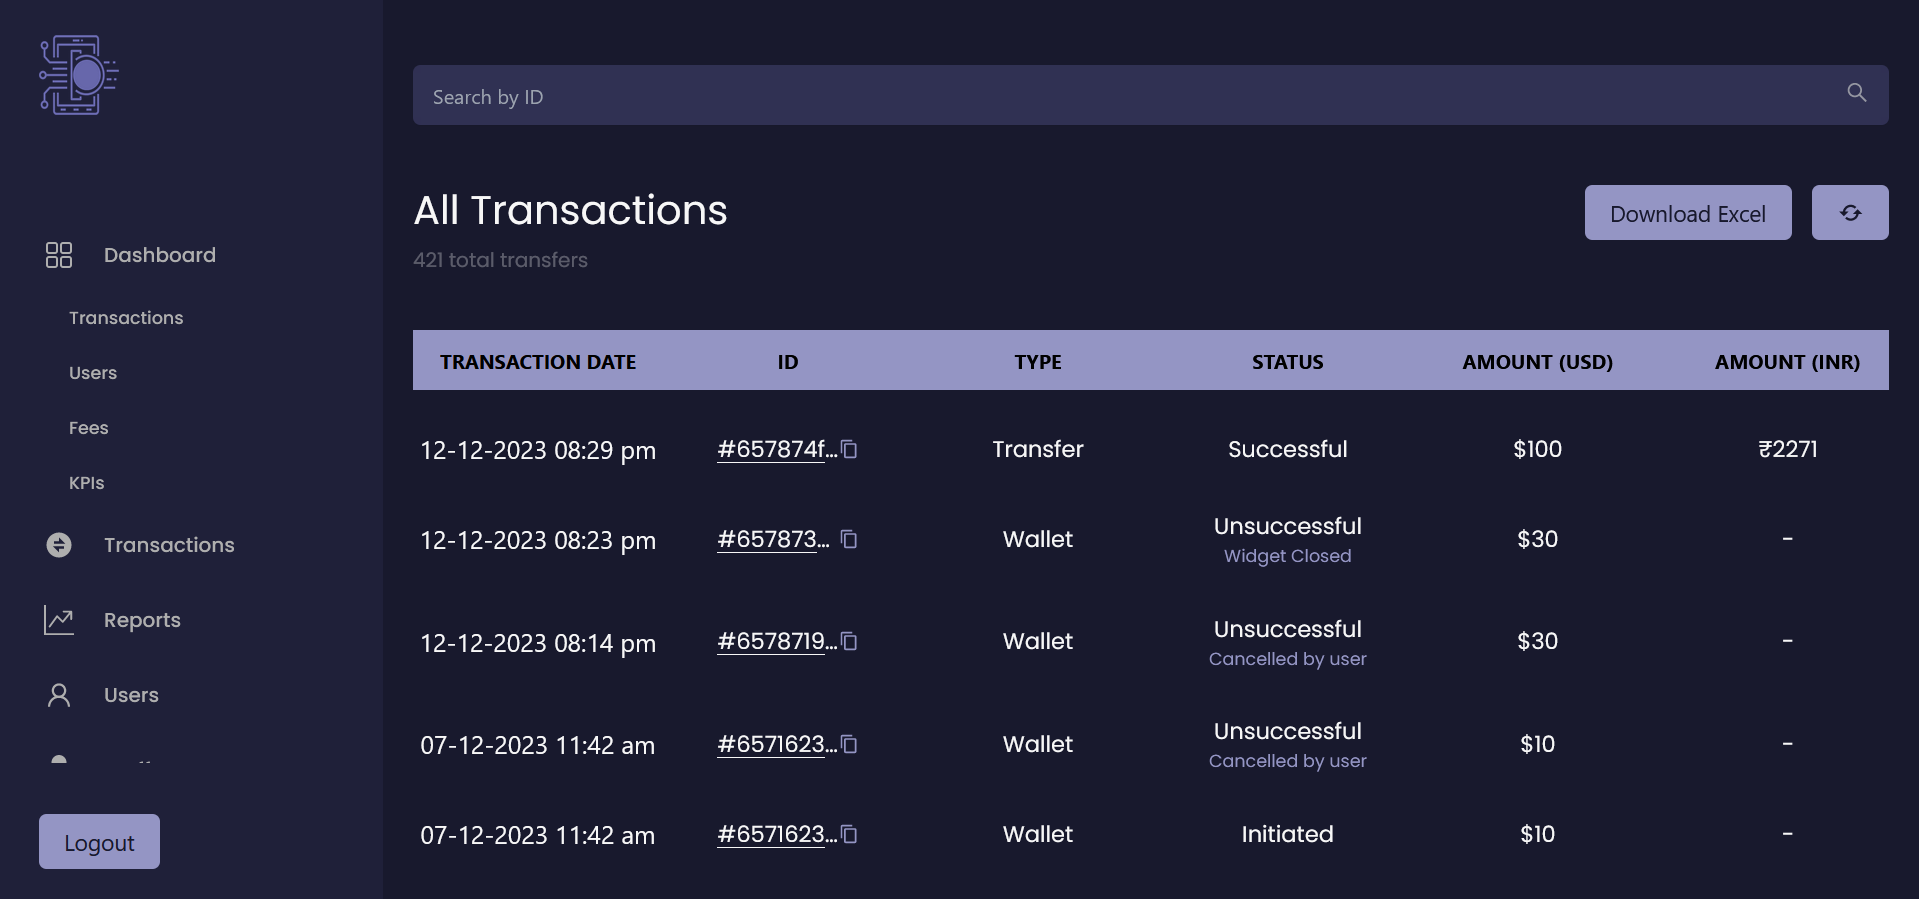 Search by ID
All Transactions
421 total transfers
Download Excel
Dashboard
Transactions
Users
Fees
KPIs
Transactions
Reports
Users
Logout
TRANSACTION DATE ID TYPE STATUS AMOUNT (USD) AMOUNT (INR)
12-12-2023 08:29 pm #657874f... Transfer Successful $100 ₹2271
12-12-2023 08:23 pm #657873... Wallet Unsuccessful $30 -
Widget Closed
12-12-2023 08:14 pm #6578719... Wallet Unsuccessful $30 -
Cancelled by user
07-12-2023 11:42 am #6571623... Wallet Unsuccessful $10 -
Cancelled by user
07-12-2023 11:42 am #6571623... Wallet Initiated $10 -